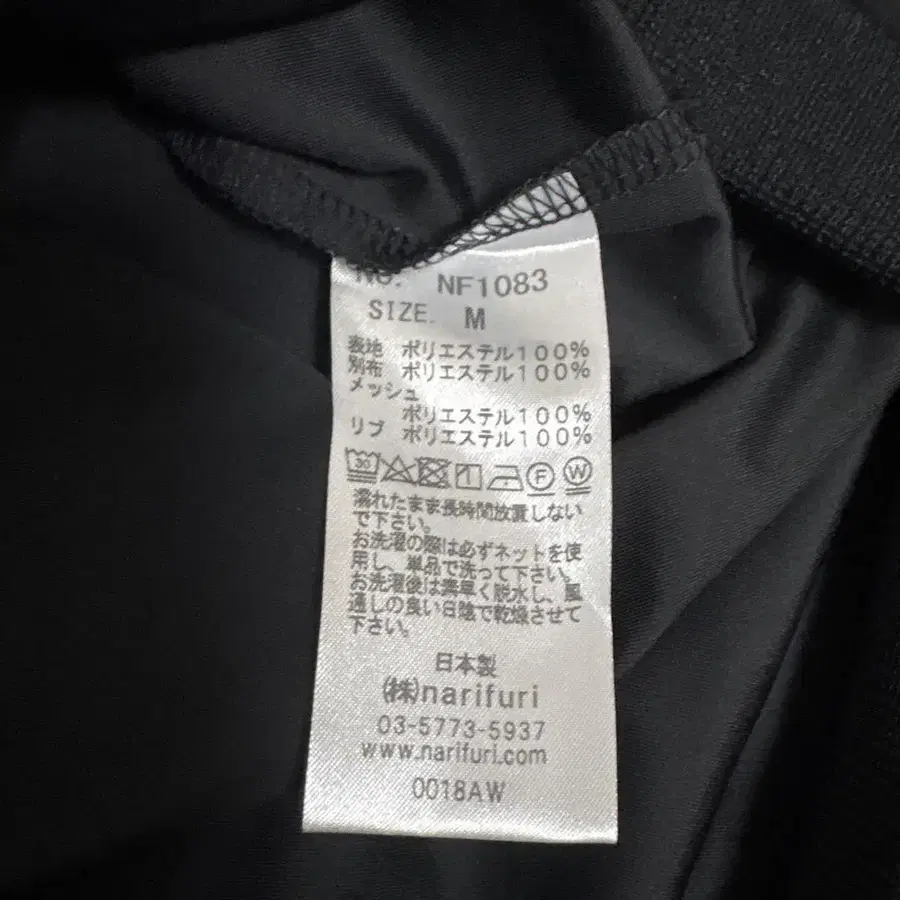 NO. NF1083
SIZE. M
表地 ポリエステル100%
別布 ポリエステル100%
メッシュ
ポリエステル100%
リブ ポリエステル100%
30
F W
濡れたまま長時間放置しない
で下さい。
お洗濯の際は必ずネットを使
用し、単品で洗って下さい。
お洗濯後は素早く脱水し、風
通しの良い日陰で乾燥させて
下さい。
日本製
㈱narifuri
03-5773-5937
www.narifuri.com
0018AW